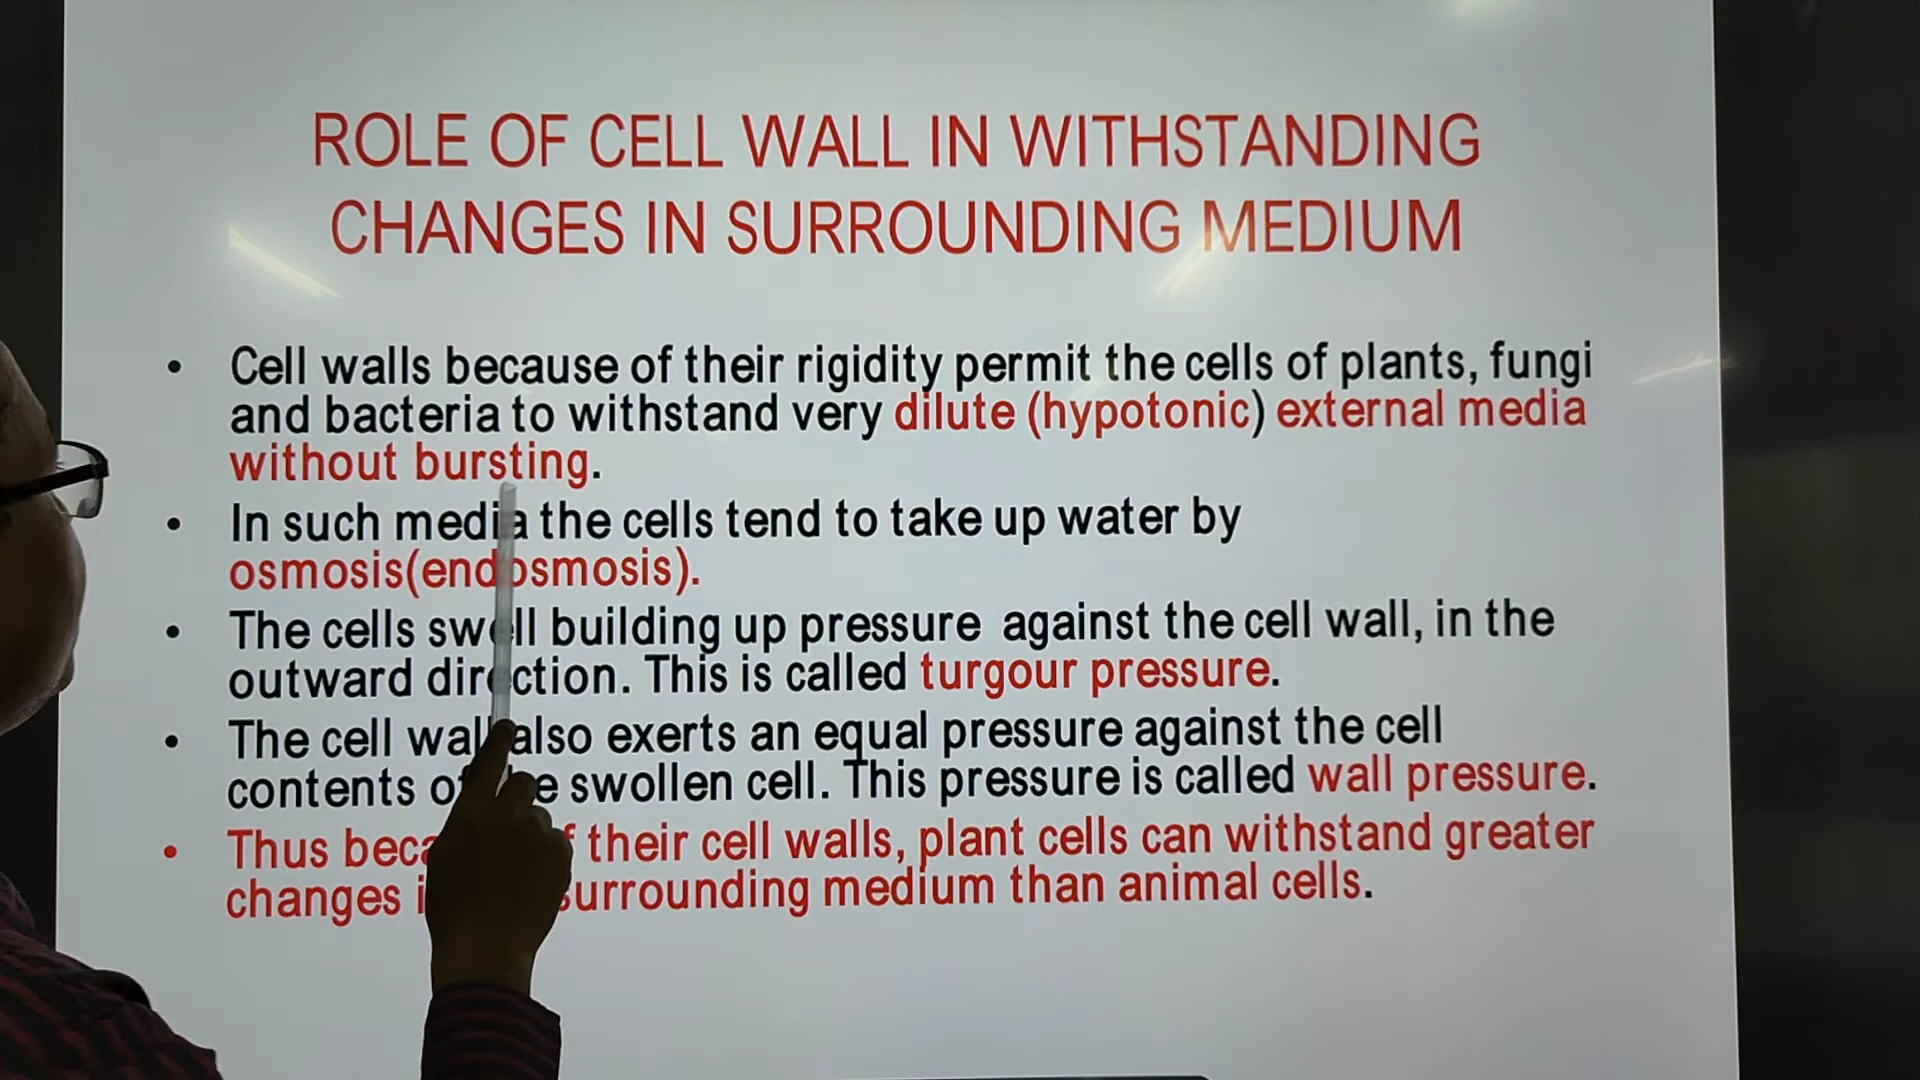 ROLE OF CELL WALL IN WITHSTANDING
CHANGES IN SURROUNDING MEDIUM
• Cell walls because of their rigidity permit the cells of plants, fungi
and bacteria to withstand very dilute (hypotonic) external media
without bursting.
• In such media the cells tend to take up water by
osmosis(endosmosis).
• The cells swell building up pressure against the cell wall, in the
outward direction. This is called turgour pressure.
• The cell wall also exerts an equal pressure against the cell
contents of swollen cell. This pressure is called wall pressure.
• Thus their cell walls, plant cells can withstand greater
changes surrounding medium than animal cells.